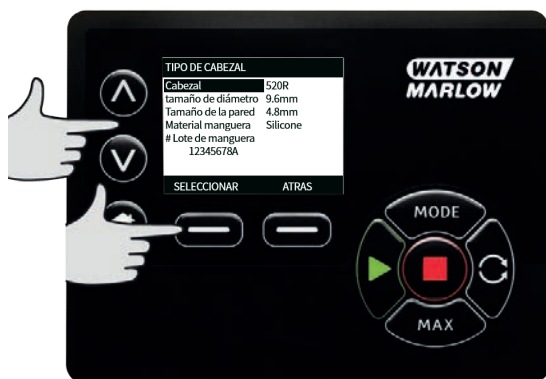 TIPO DE CABEZAL
Cabezal 520R
tamaño de diámetro 9.6mm
Tamaño de la pared 4.8mm
Material manguera Silicone
# Lote de manguera
12345678A
SELECCIONAR ATRAS
WATSON
MARLOW
MODE
MAX